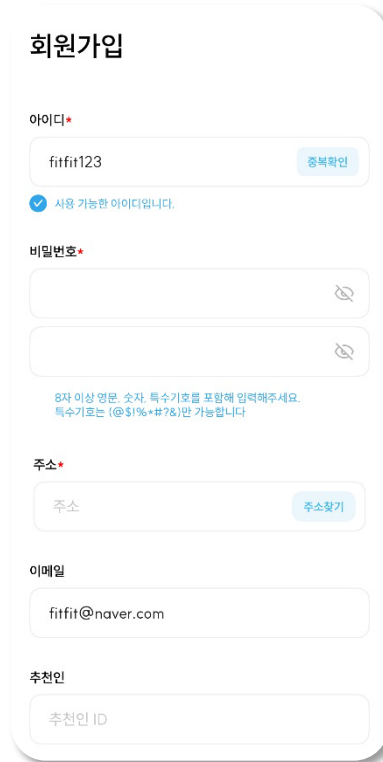 회원가입
아이디*
fitfit123
중복확인
사용 가능한 아이디입니다.
비밀번호*
8자 이상 영문, 숫자, 특수기호를 포함해 입력해주세요.
특수기호는 (@$!%*#?&)만 가능합니다
주소*
주소
주소찾기
이메일
fitfit@naver.com
추천인
추천인 ID